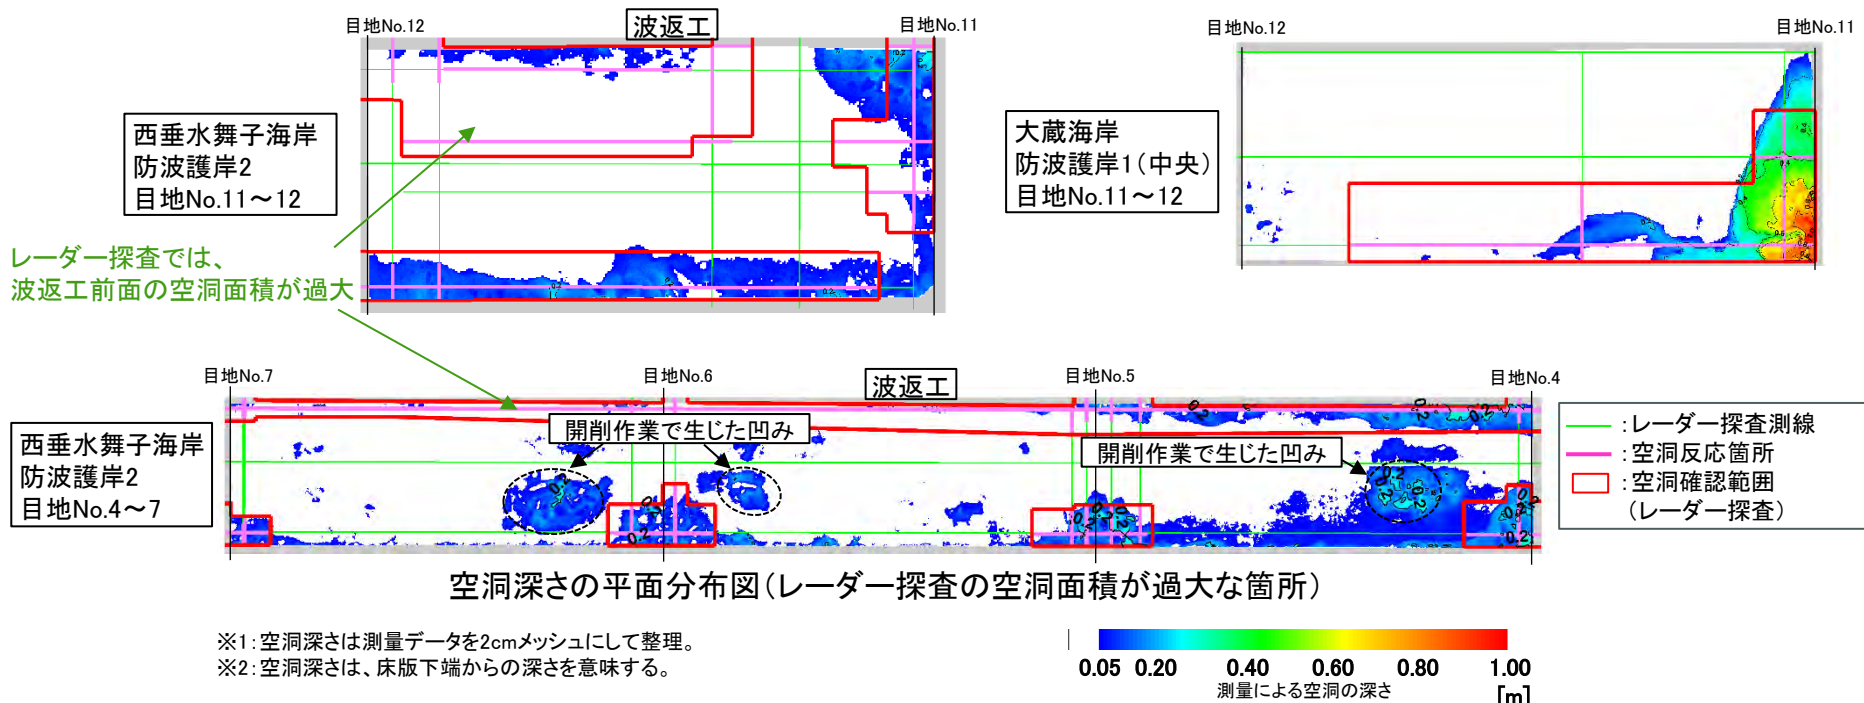 目地No.12
波返工
目地No.11
目地No.12
目地No.11
西垂水舞子海岸
防波護岸2
目地No.11～12
大蔵海岸
防波護岸1(中央)
目地No.11～12
レーダー探査では、
波返工前面の空洞面積が過大
目地No.7
目地No.6
波返工
目地No.5
目地No.4
西垂水舞子海岸
防波護岸2
目地No.4～7
開削作業で生じた凹み
開削作業で生じた凹み
：レーダー探査測線
：空洞反応箇所
：空洞確認範囲
（レーダー探査）
空洞深さの平面分布図（レーダー探査の空洞面積が過大な箇所）
※1：空洞深さは測量データを2cmメッシュにして整理。
※2：空洞深さは、床版下端からの深さを意味する。
0.05 0.20 0.40 0.60 0.80 1.00
測量による空洞の深さ
[m]